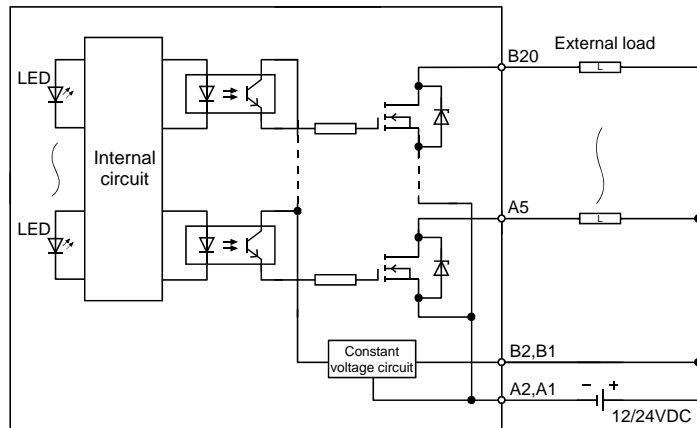 B20
External load
LED
L
Internal
circuit
A5
LED
L
Constant
voltage circuit
B2,B1
A2,A1
− +
12/24VDC